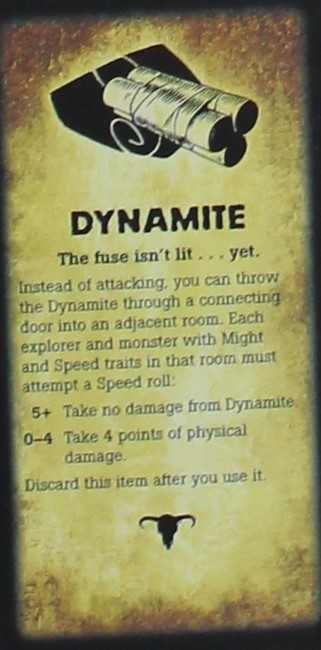 DYNAMITE
The fuse isn't lit . . . yet.
Instead of attacking, you can throw
the Dynamite through a connecting
door into an adjacent room. Each
explorer and monster with Might
and Speed traits in that room must
attempt a Speed roll:
5+ Take no damage from Dynamite.
0–4 Take 4 points of physical
damage.
Discard this item after you use it.